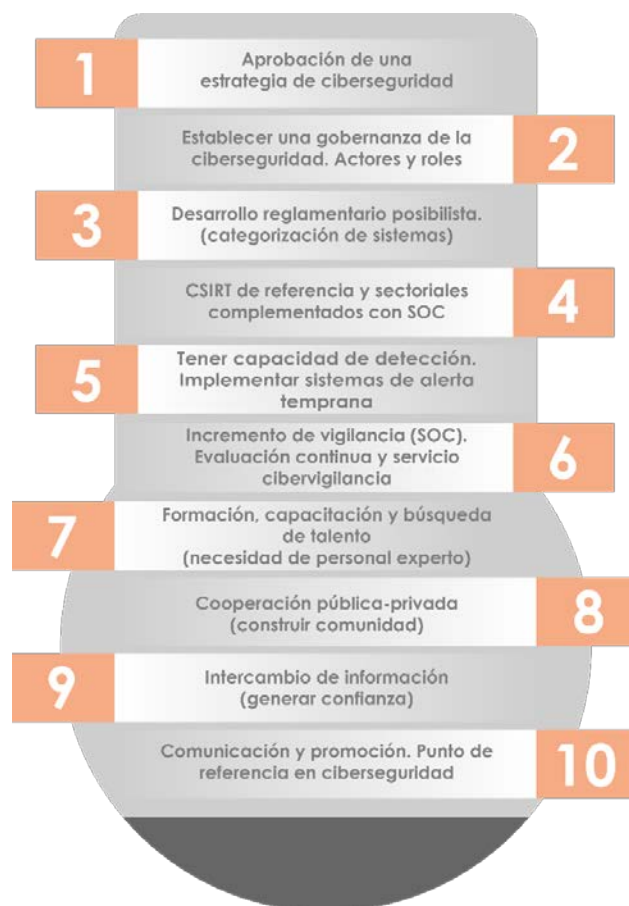 1
Aprobación de una
estrategia de ciberseguridad
Establecer una gobernanza de la
ciberseguridad. Actores y roles
2
3
Desarrollo reglamentario posibilista.
(categorización de sistemas)
CSIRT de referencia y sectoriales
complementados con SOC
4
5
Tener capacidad de detección.
Implementar sistemas de alerta
temprana
Incremento de vigilancia (SOC).
Evaluación continua y servicio
cibervigilancia
6
7
Formación, capacitación y búsqueda
de talento
(necesidad de personal experto)
Cooperación pública-privada
(construir comunidad)
8
9
Intercambio de información
(generar confianza)
Comunicación y promoción. Punto de
referencia en ciberseguridad
10